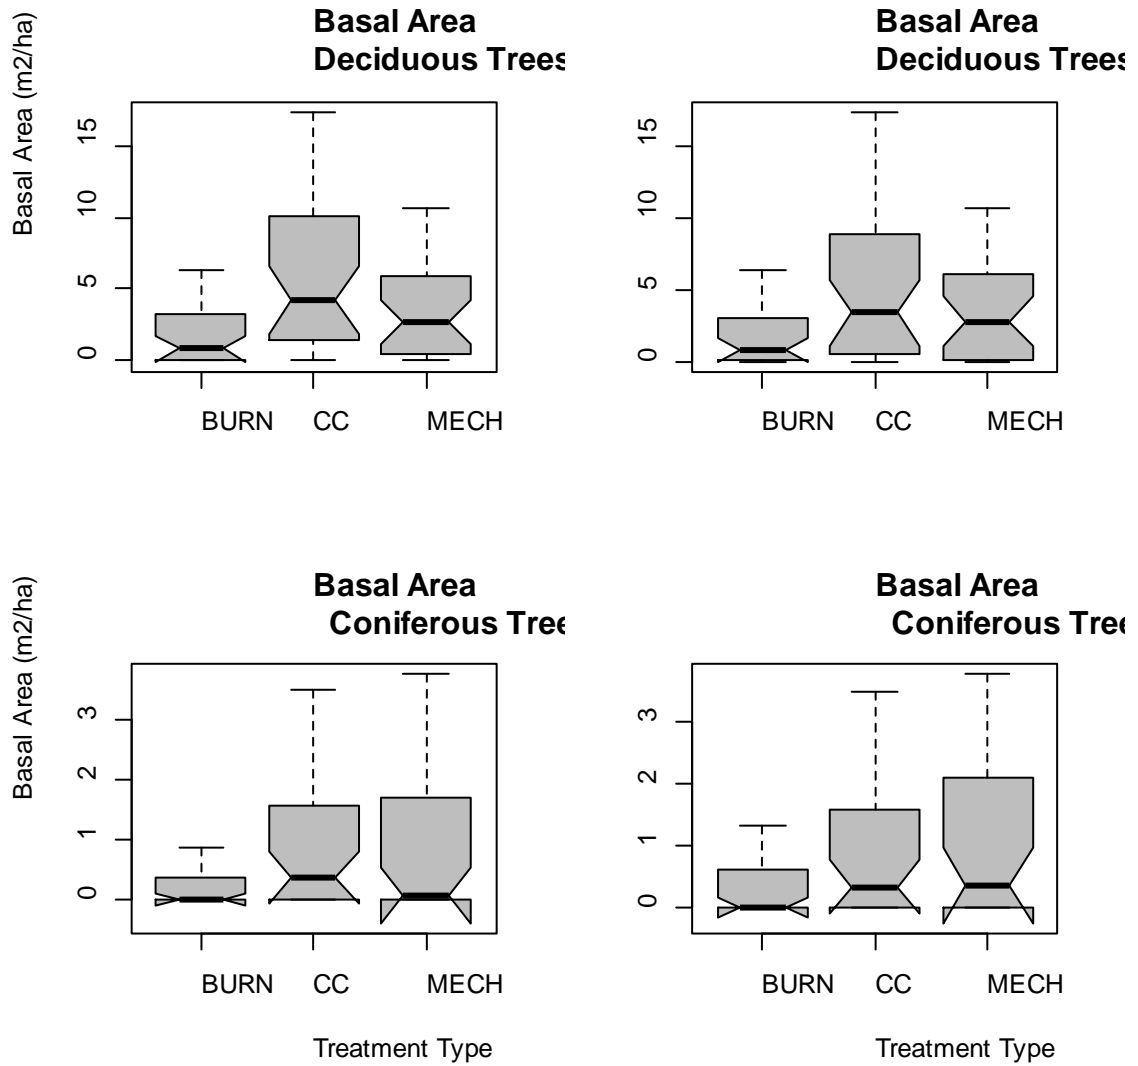 Basal Area
Deciduous Trees
Basal Area (m2/ha)
15
10
5
0
BURN CC MECH
Basal Area
Deciduous Trees
15
10
5
0
BURN CC MECH
Basal Area
Coniferous Tree
Basal Area (m2/ha)
3
2
1
0
BURN CC MECH
Treatment Type
Basal Area
Coniferous Tree
3
2
1
0
BURN CC MECH
Treatment Type